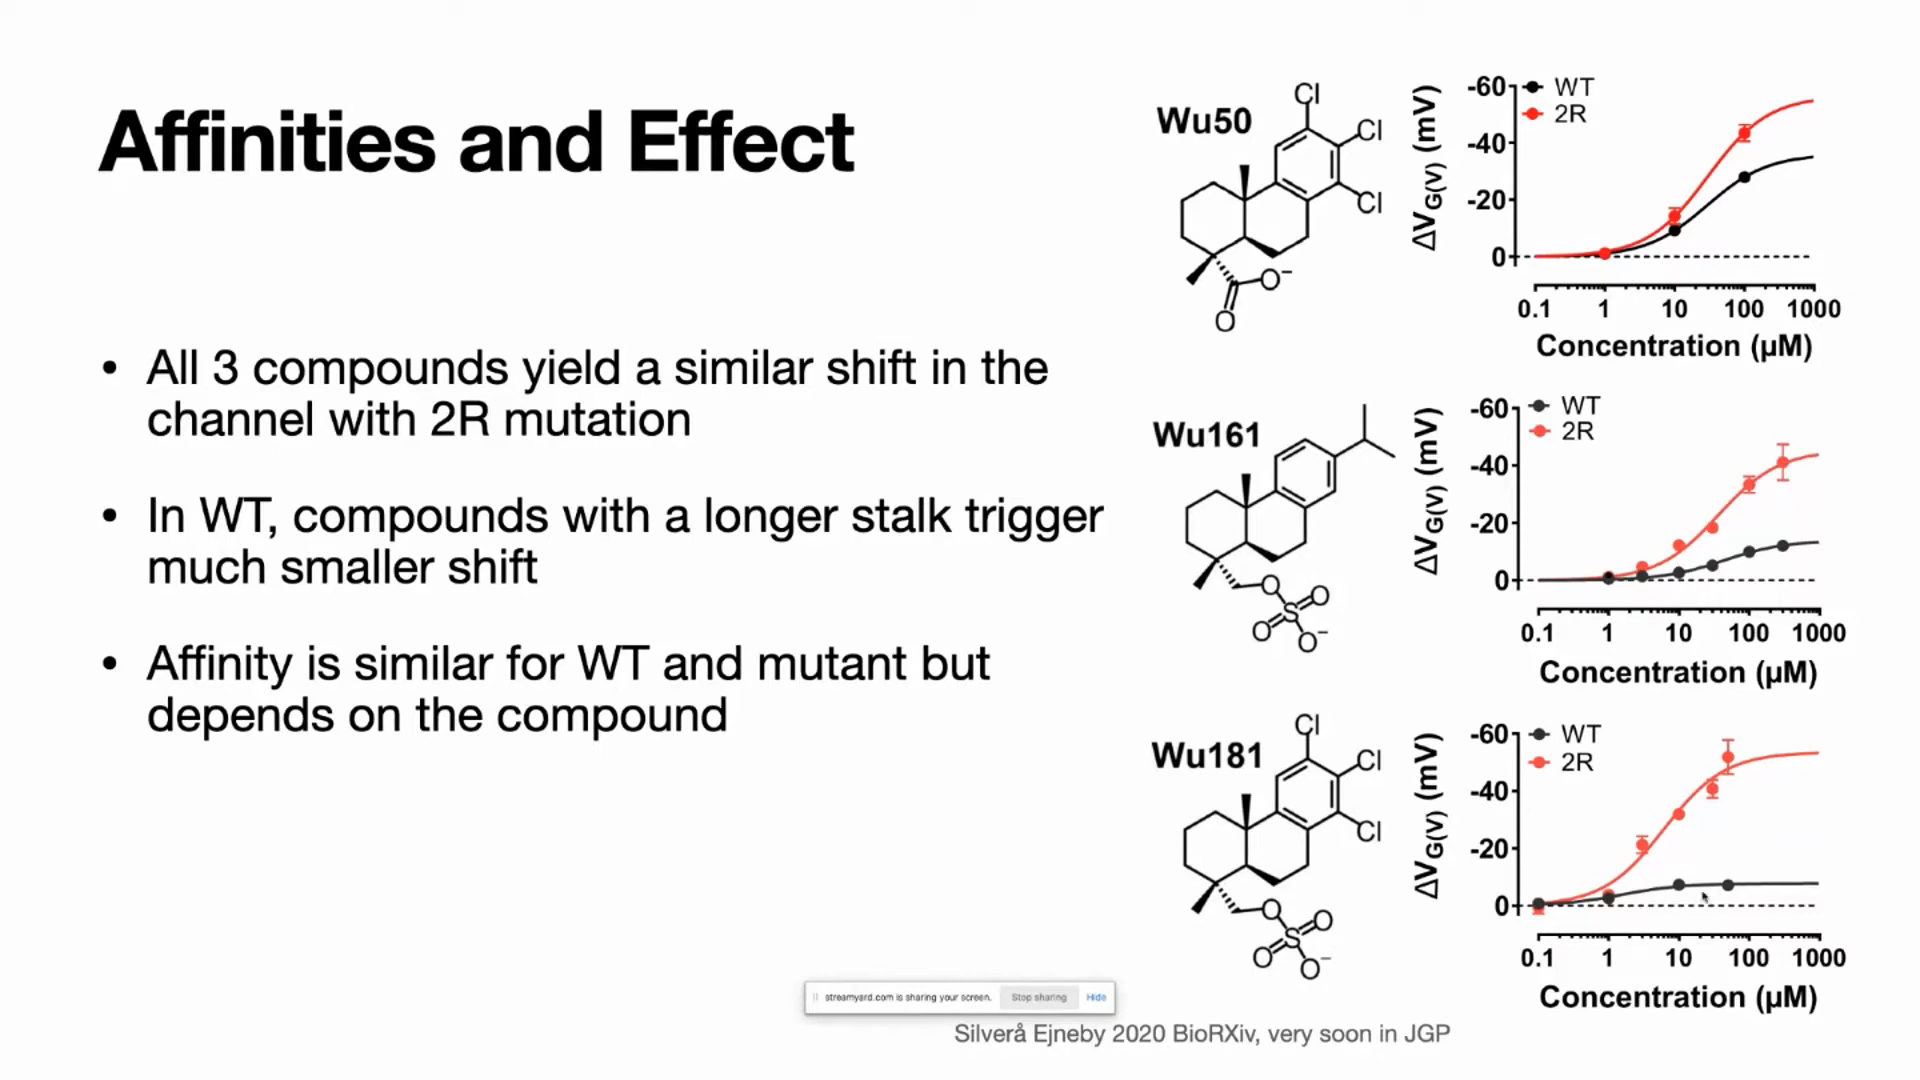 Affinities and Effect
• All 3 compounds yield a similar shift in the
channel with 2R mutation
• In WT, compounds with a longer stalk trigger
much smaller shift
• Affinity is similar for WT and mutant but
depends on the compound
Wu50
Cl
Cl
Cl
O⁻
O
ΔV_G(V) (mV)
-60
-40
-20
0
WT
2R
0.1 1 10 100 1000
Concentration (µM)
Wu161
O
O
S
O
O⁻
ΔV_G(V) (mV)
-60
-40
-20
0
WT
2R
0.1 1 10 100 1000
Concentration (µM)
Wu181
Cl
Cl
Cl
O
O
S
O
O⁻
ΔV_G(V) (mV)
-60
-40
-20
0
WT
2R
0.1 1 10 100 1000
Concentration (µM)
streamyard.com is sharing your screen. Stop sharing Hide
Silverå Ejneby 2020 BioRXiv, very soon in JGP